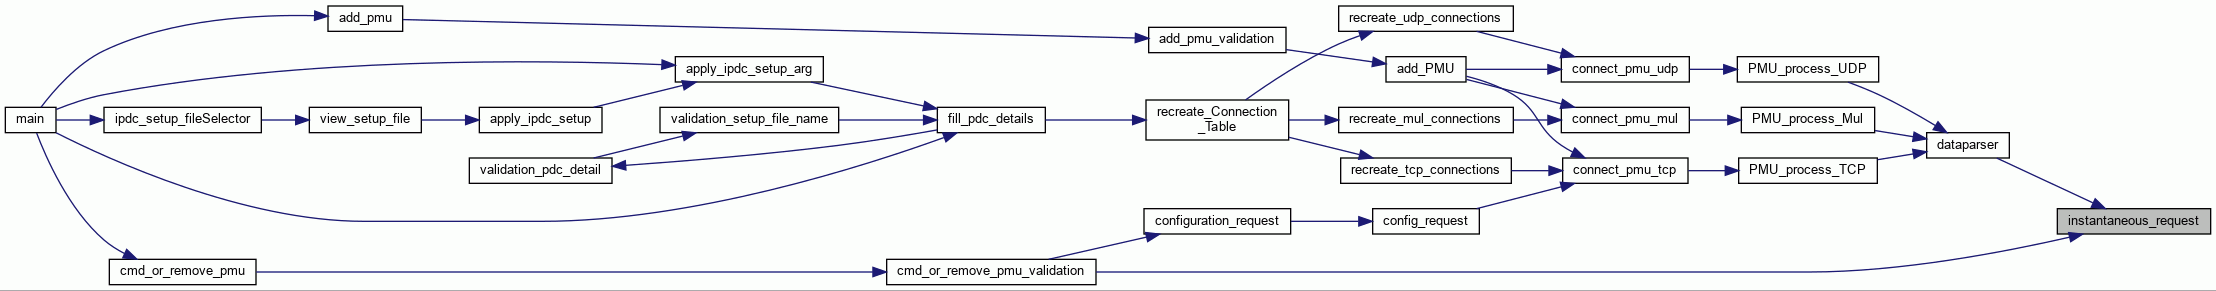 add_pmu
recreate_udp_connections
add_pmu_validation
apply_ipdc_setup_arg
add_PMU
connect_pmu_udp
PMU_process_UDP
main
ipdc_setup_fileSelector
view_setup_file
apply_ipdc_setup
validation_setup_file_name
fill_pdc_details
recreate_Connection
_Table
recreate_mul_connections
connect_pmu_mul
PMU_process_Mul
dataparser
validation_pdc_detail
recreate_tcp_connections
connect_pmu_tcp
PMU_process_TCP
configuration_request
config_request
instantaneous_request
cmd_or_remove_pmu
cmd_or_remove_pmu_validation